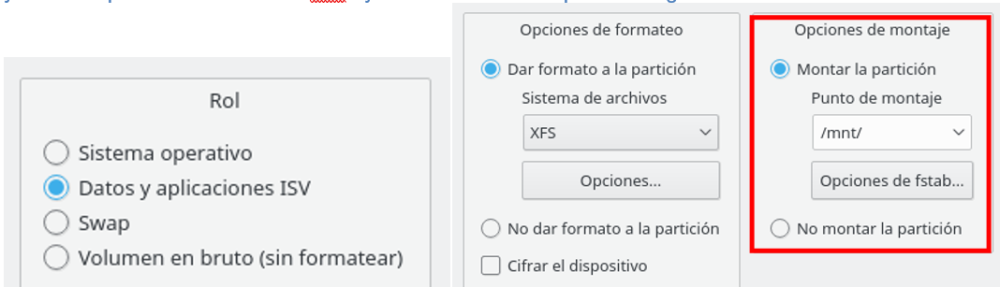 Rol
Sistema operativo
Datos y aplicaciones ISV
Swap
Volumen en bruto (sin formatear)
Opciones de formateo
Dar formato a la partición
Sistema de archivos
XFS
Opciones...
No dar formato a la partición
Cifrar el dispositivo
Opciones de montaje
Montar la partición
Punto de montaje
/mnt/
Opciones de fstab...
No montar la partición